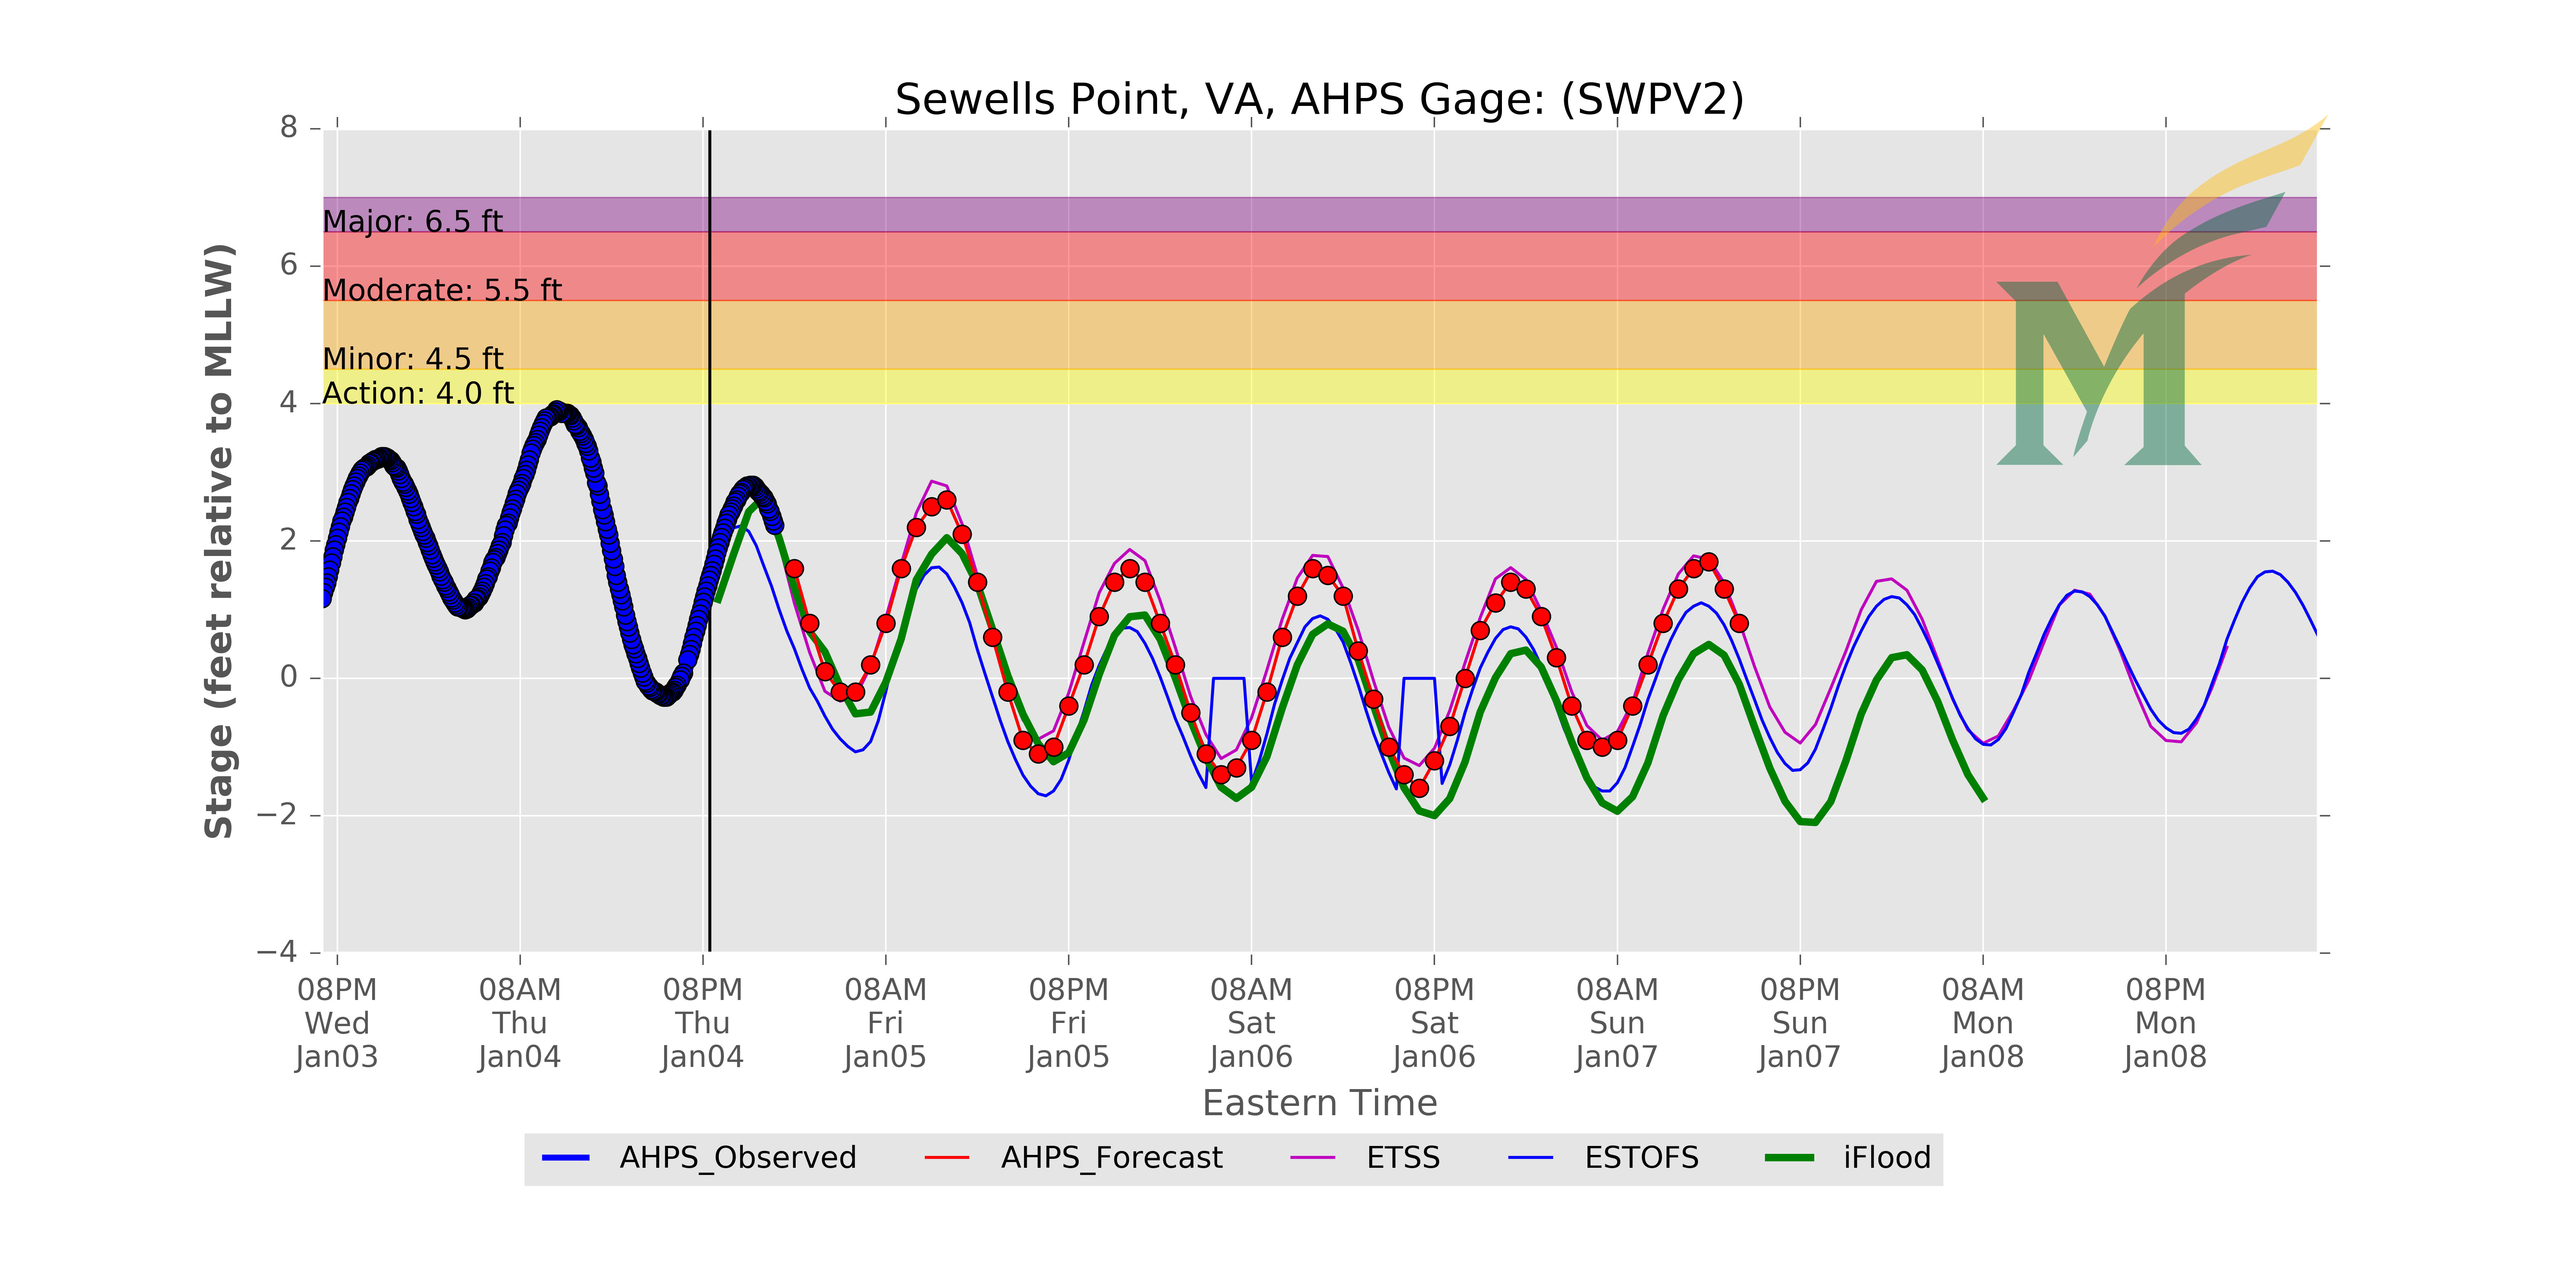 Sewells Point, VA, AHPS Gage: (SWPV2)
8
6
4
2
0
−2
−4
Stage (feet relative to MLLW)
Major: 6.5 ft
Moderate: 5.5 ft
Minor: 4.5 ft
Action: 4.0 ft
M
08PM 08AM 08PM 08AM 08PM 08AM 08PM 08AM 08PM 08AM 08PM
Wed Thu Thu Fri Fri Sat Sat Sun Sun Mon Mon
Jan03 Jan04 Jan04 Jan05 Jan05 Jan06 Jan06 Jan07 Jan07 Jan08 Jan08
Eastern Time
AHPS_Observed AHPS_Forecast ETSS ESTOFS iFlood